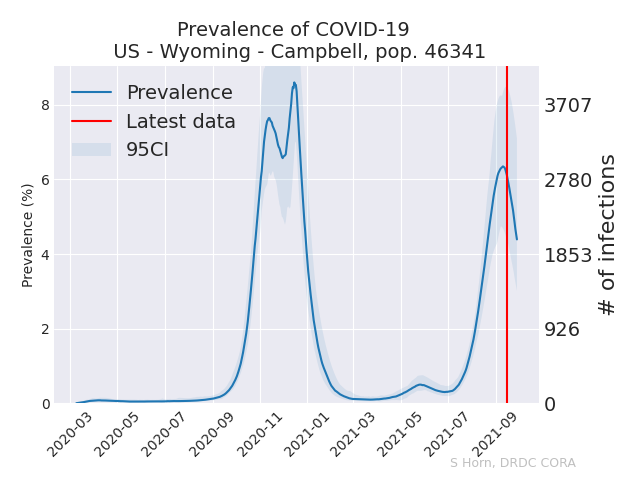 Prevalence of COVID-19
US - Wyoming - Campbell, pop. 46341
Prevalence
Latest data
95CI
Prevalence (%)
8
6
4
2
0
3707
2780
1853
926
0
# of infections
2020-03
2020-05
2020-07
2020-09
2020-11
2021-01
2021-03
2021-05
2021-07
2021-09
S Horn, DRDC CORA